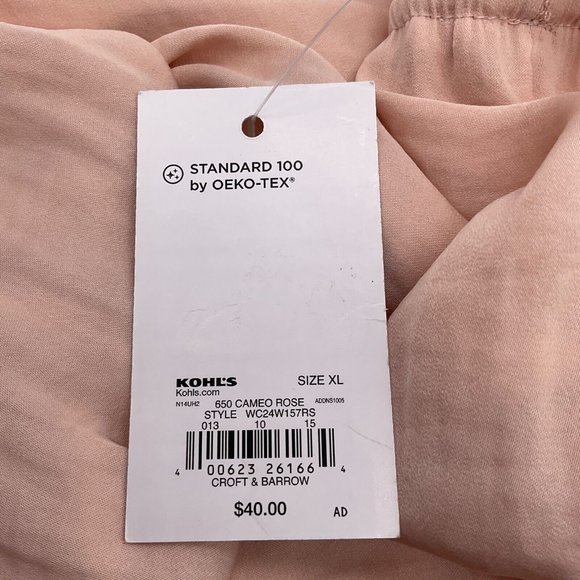 STANDARD 100
by OEKO-TEX®
KOHL'S SIZE XL
Kohls.com
N14UH2 650 CAMEO ROSE ADDNS1005
STYLE WC24W157RS
013 10 15
4 00623 26166 4
CROFT & BARROW
$40.00 AD